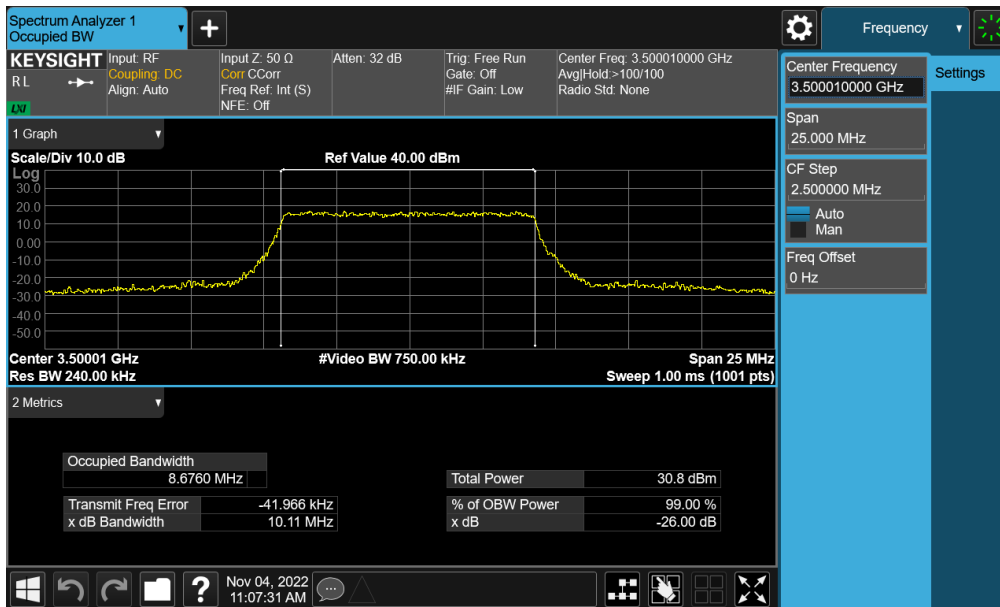 Spectrum Analyzer 1
Occupied BW
+
Frequency
KEYSIGHT
R L
LXI
Input: RF
Coupling: DC
Align: Auto
Input Z: 50 Ω
Corr CCorr
Freq Ref: Int (S)
NFE: Off
Atten: 32 dB
Trig: Free Run
Gate: Off
#IF Gain: Low
Center Freq: 3.500010000 GHz
Avg|Hold:>100/100
Radio Std: None
Center Frequency
3.500010000 GHz
Settings
Span
25.000 MHz
CF Step
2.500000 MHz
Auto
Man
Freq Offset
0 Hz
1 Graph
Scale/Div 10.0 dB
Ref Value 40.00 dBm
Log
30.0
20.0
10.0
0.00
-10.0
-20.0
-30.0
-40.0
-50.0
Center 3.50001 GHz
#Video BW 750.00 kHz
Span 25 MHz
Res BW 240.00 kHz
Sweep 1.00 ms (1001 pts)
2 Metrics
Occupied Bandwidth
8.6760 MHz
Total Power 30.8 dBm
Transmit Freq Error -41.966 kHz
% of OBW Power 99.00 %
x dB Bandwidth 10.11 MHz
x dB -26.00 dB
?
Nov 04, 2022
11:07:31 AM